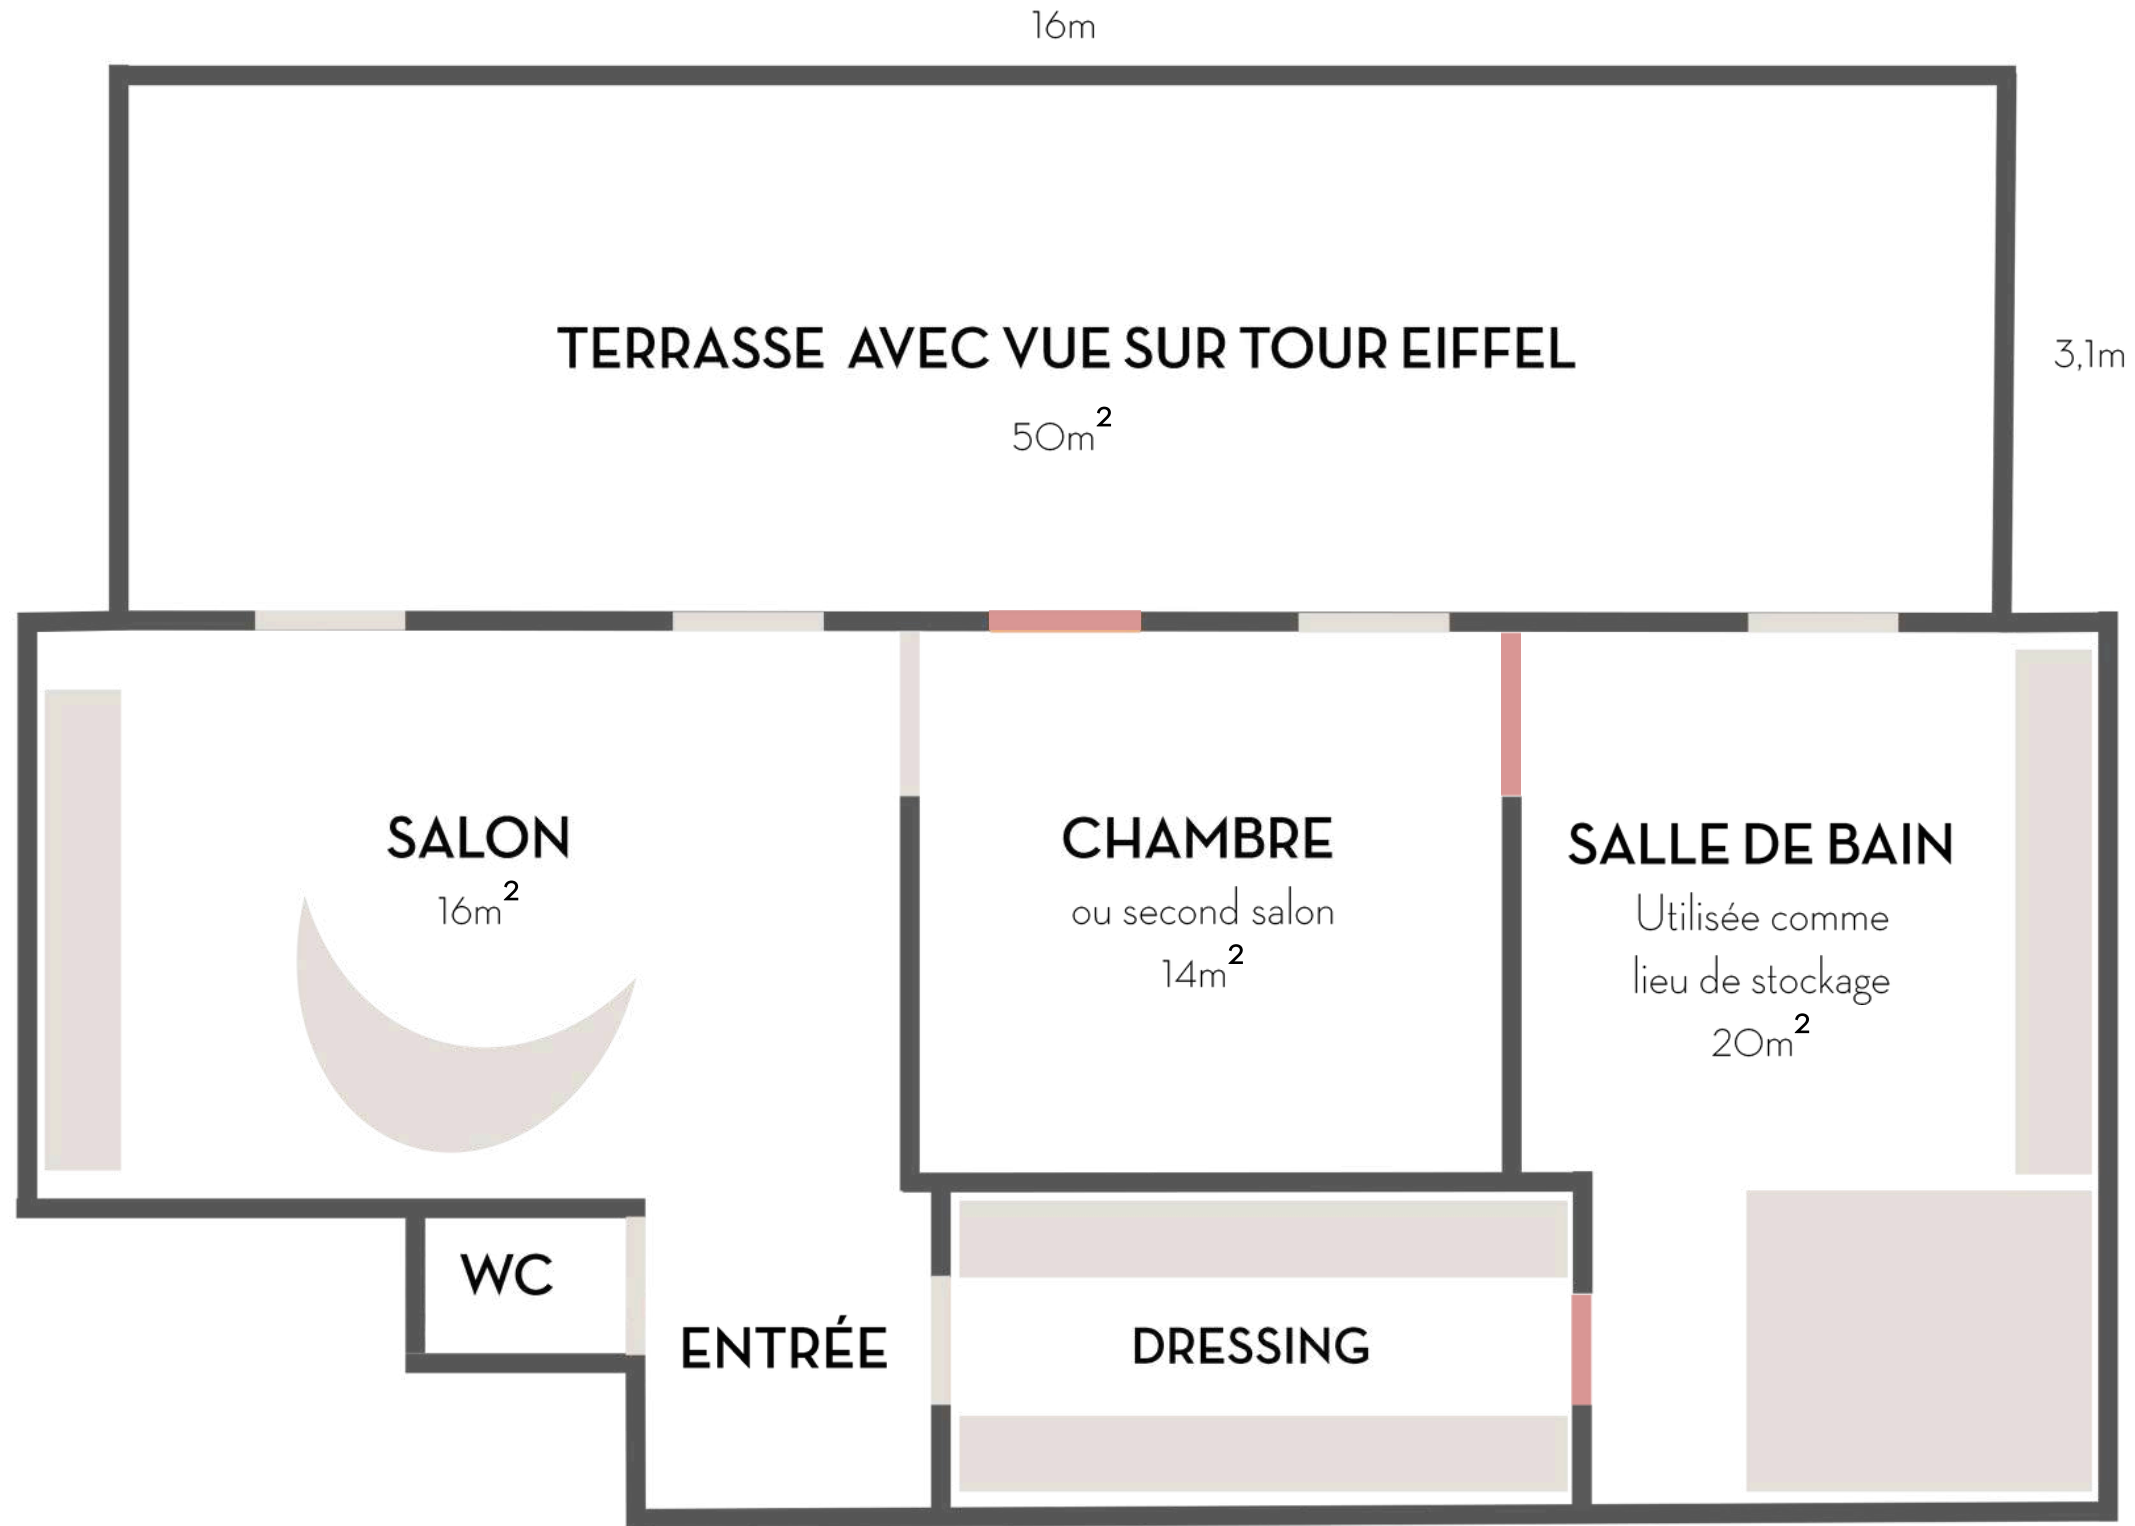 16m
TERRASSE AVEC VUE SUR TOUR EIFFEL
3,1m
50m²
SALON
16m²
CHAMBRE
ou second salon
14m²
SALLE DE BAIN
Utilisée comme
lieu de stockage
20m²
WC
ENTRÉE
DRESSING